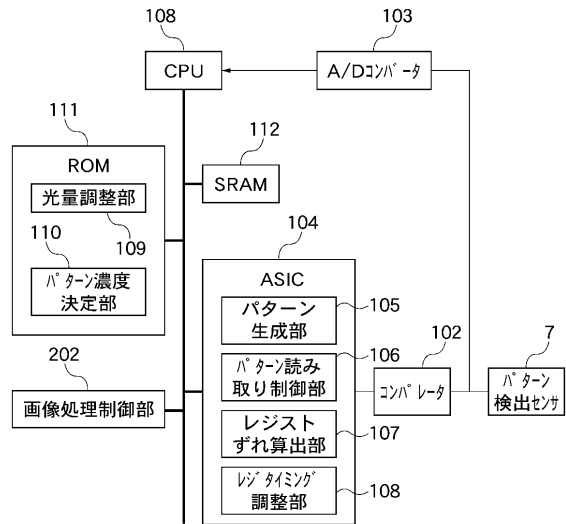 108
CPU
103
A/Dコンバータ
111
ROM
光量調整部
109
110
パターン濃度
決定部
112
SRAM
104
ASIC
パターン
生成部
105
パターン読み
取り制御部
106
レジスト
ずれ算出部
107
レジタイミング
調整部
108
102
コンパレータ
7
パターン
検出センサ
202
画像処理制御部